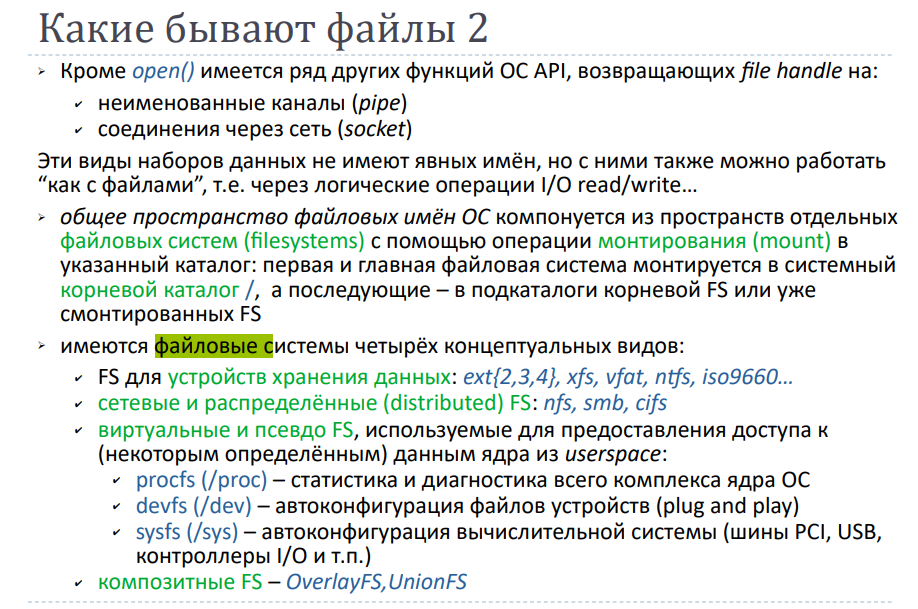 Какие бывают файлы 2
Кроме open() имеется ряд других функций ОС API, возвращающих file handle на:
неименованные каналы (pipe)
соединения через сеть (socket)
Эти виды наборов данных не имеют явных имён, но с ними также можно работать
“как с файлами”, т.е. через логические операции I/O read/write...
общее пространство файловых имён ОС компонуется из пространств отдельных
файловых систем (filesystems) с помощью операции монтирования (mount) в
указанный каталог: первая и главная файловая система монтируется в системный
корневой каталог /, а последующие – в подкаталоги корневой FS или уже
смонтированных FS
имеются файловые системы четырёх концептуальных видов:
FS для устройств хранения данных: ext{2,3,4}, xfs, vfat, ntfs, iso9660...
сетевые и распределённые (distributed) FS: nfs, smb, cifs
виртуальные и псевдо FS, используемые для предоставления доступа к
(некоторым определённым) данным ядра из userspace:
procfs (/proc) – статистика и диагностика всего комплекса ядра ОС
devfs (/dev) – автоконфигурация файлов устройств (plug and play)
sysfs (/sys) – автоконфигурация вычислительной системы (шины PCI, USB,
контроллеры I/O и т.п.)
композитные FS – OverlayFS,UnionFS